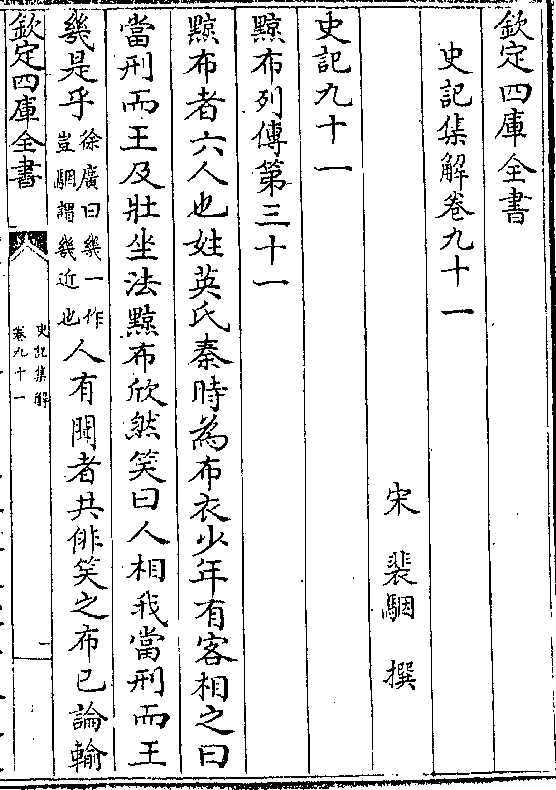 欽定四庫全書
史記集解卷九十一
宋 裴駰 撰
史記九十一
黥布列傳第三十一
黥布者六人也姓英氏秦時為布衣少年有客相之曰
當刑而王及壯坐法黥布欣然笑曰人相我當刑而王
幾是乎徐廣曰幾一作豈駰謂幾近也人有聞者共俳笑之布已論輸
欽定四庫全書
史記集解
卷九十一
一